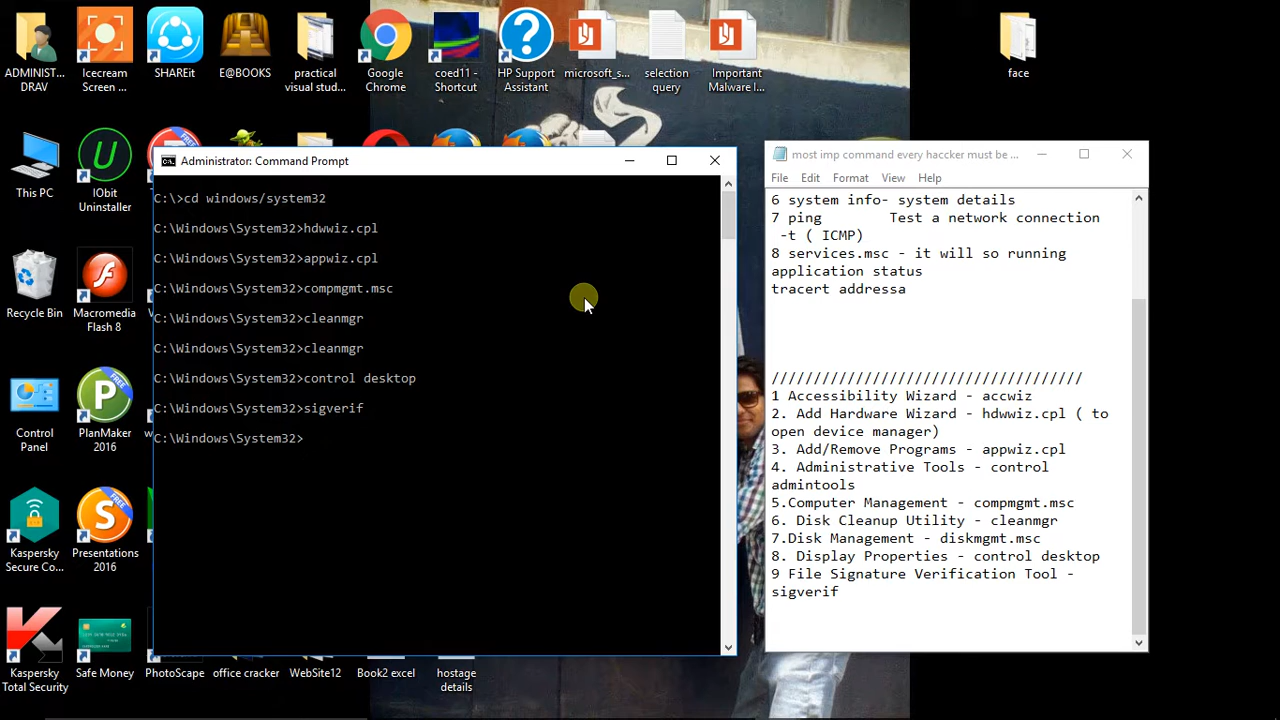 ADMINIST...
DRAV
Icecream
Screen ...
SHAREit
E@BOOKS
practical
visual stud...
Google
Chrome
coed11 -
Shortcut
HP Support
Assistant
microsoft_s...
selection
query
Important
Malware I...
face
This PC
IObit
Uninstaller
Recycle Bin
Macromedia
Flash 8
Control
Panel
PlanMaker
2016
FREE
Kaspersky
Secure Co...
Presentations
2016
FREE
Kaspersky
Total Security
Safe Money
PhotoScape
office cracker
WebSite12
Book2 excel
hostage
details
Administrator: Command Prompt
C:\>cd windows/system32
C:\Windows\System32>hdwwiz.cpl
C:\Windows\System32>appwiz.cpl
C:\Windows\System32>compmgmt.msc
C:\Windows\System32>cleanmgr
C:\Windows\System32>cleanmgr
C:\Windows\System32>control desktop
C:\Windows\System32>sigverif
C:\Windows\System32>
most imp command every haccker must be ...
File Edit Format View Help
6 system info- system details
7 ping Test a network connection
-t ( ICMP)
8 services.msc - it will so running
application status
tracert addressa
/////////////////////////////////////
1 Accessibility Wizard - accwiz
2. Add Hardware Wizard - hdwwiz.cpl ( to
open device manager)
3. Add/Remove Programs - appwiz.cpl
4. Administrative Tools - control
admintools
5.Computer Management - compmgmt.msc
6. Disk Cleanup Utility - cleanmgr
7.Disk Management - diskmgmt.msc
8. Display Properties - control desktop
9 File Signature Verification Tool -
sigverif